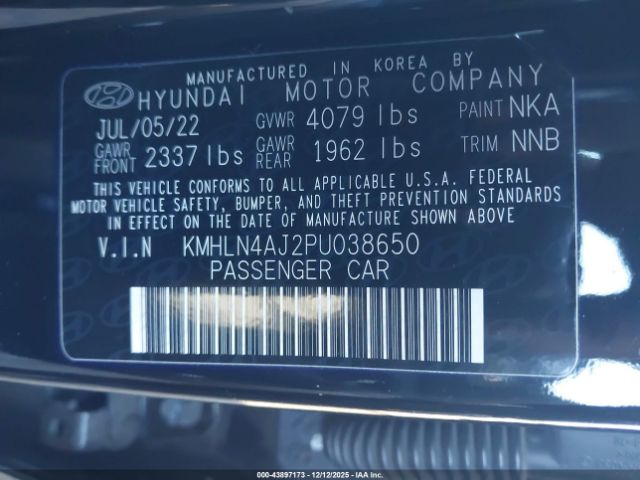 MANUFACTURED IN KOREA BY
HYUNDAI MOTOR COMPANY
JUL/05/22 GVWR 4079 lbs PAINT NKA
GAWR FRONT 2337 lbs GAWR REAR 1962 lbs TRIM NNB
THIS VEHICLE CONFORMS TO ALL APPLICABLE U.S.A. FEDERAL
MOTOR VEHICLE SAFETY, BUMPER, AND THEFT PREVENTION STANDARDS
IN EFFECT ON THE DATE OF MANUFACTURE SHOWN ABOVE
V.I.N KMHLN4AJ2PU038650
PASSENGER CAR
000-43897173 - 12/12/2025 - IAA, Inc.